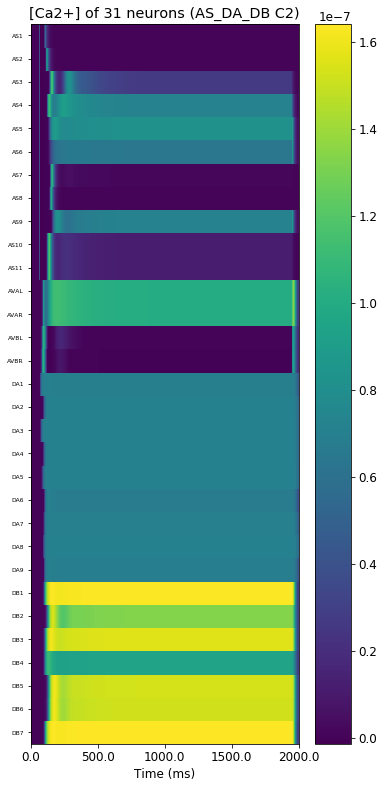 [Ca2+] of 31 neurons (AS_DA_DB C2)
1e−7
AS1
AS2
AS3
AS4
AS5
AS6
AS7
AS8
AS9
AS10
AS11
AVAL
AVAR
AVBL
AVBR
DA1
DA2
DA3
DA4
DA5
DA6
DA7
DA8
DA9
DB1
DB2
DB3
DB4
DB5
DB6
DB7
1.6
1.4
1.2
1.0
0.8
0.6
0.4
0.2
0.0
0.0 500.0 1000.0 1500.0 2000.0
Time (ms)